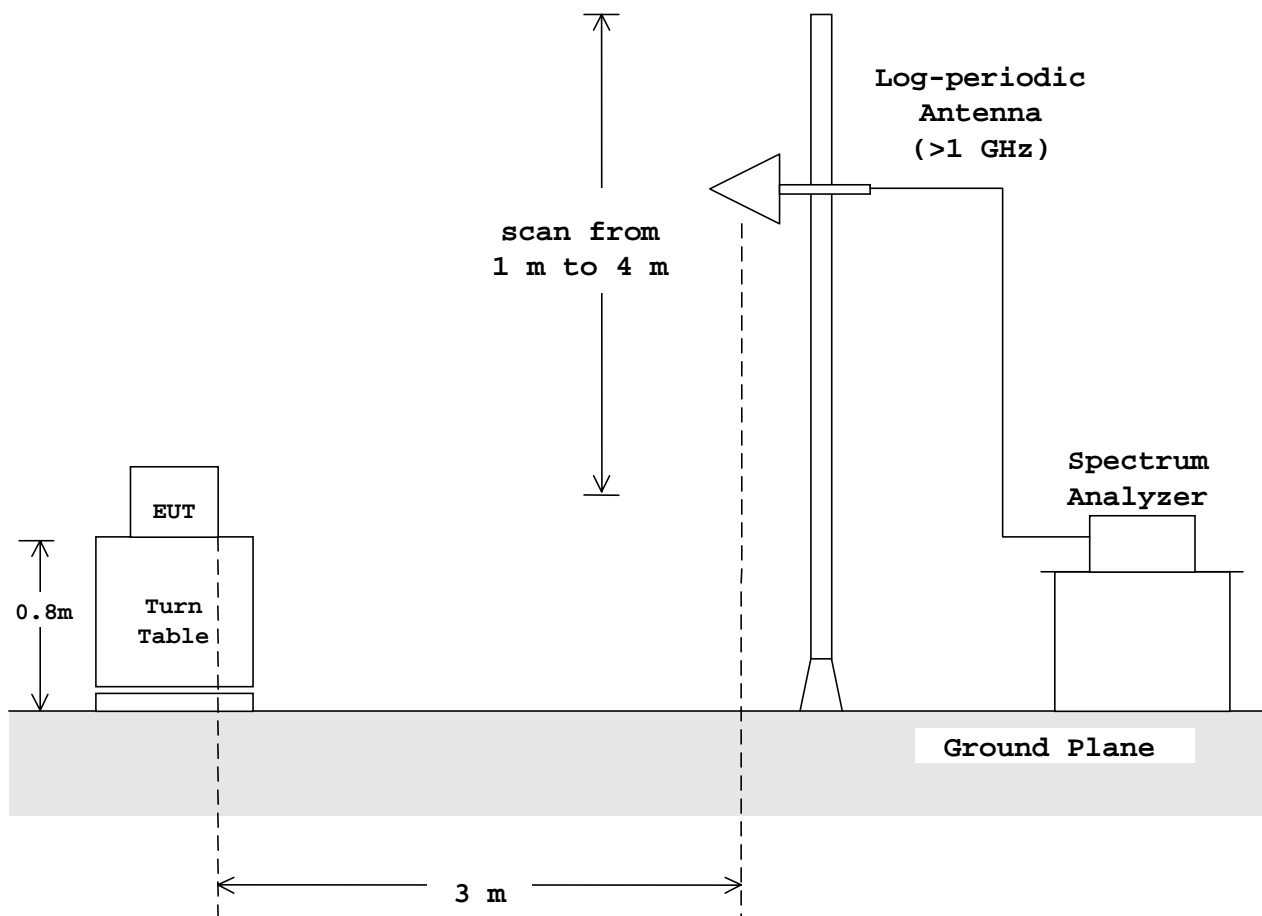 Log-periodic
Antenna
(>1 GHz)
scan from
1 m to 4 m
Spectrum
Analyzer
EUT
0.8m
Turn
Table
Ground Plane
3 m